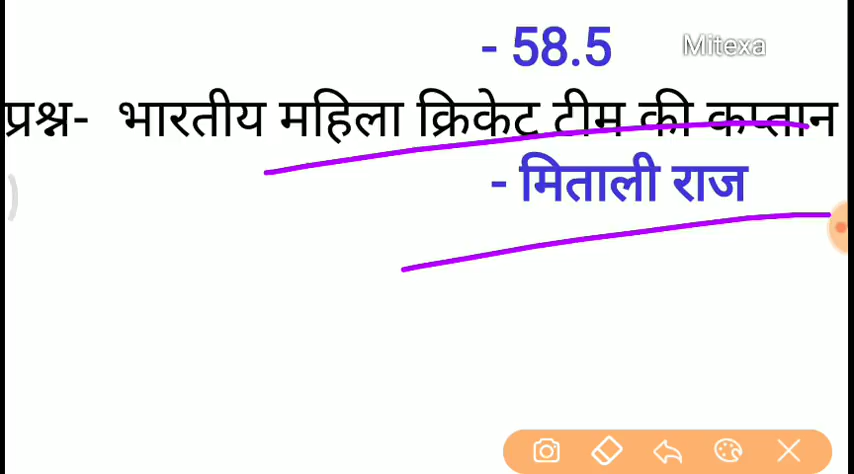 - 58.5
Mitexa
प्रश्न- भारतीय महिला क्रिकेट टीम की कप्तान
- मिताली राज